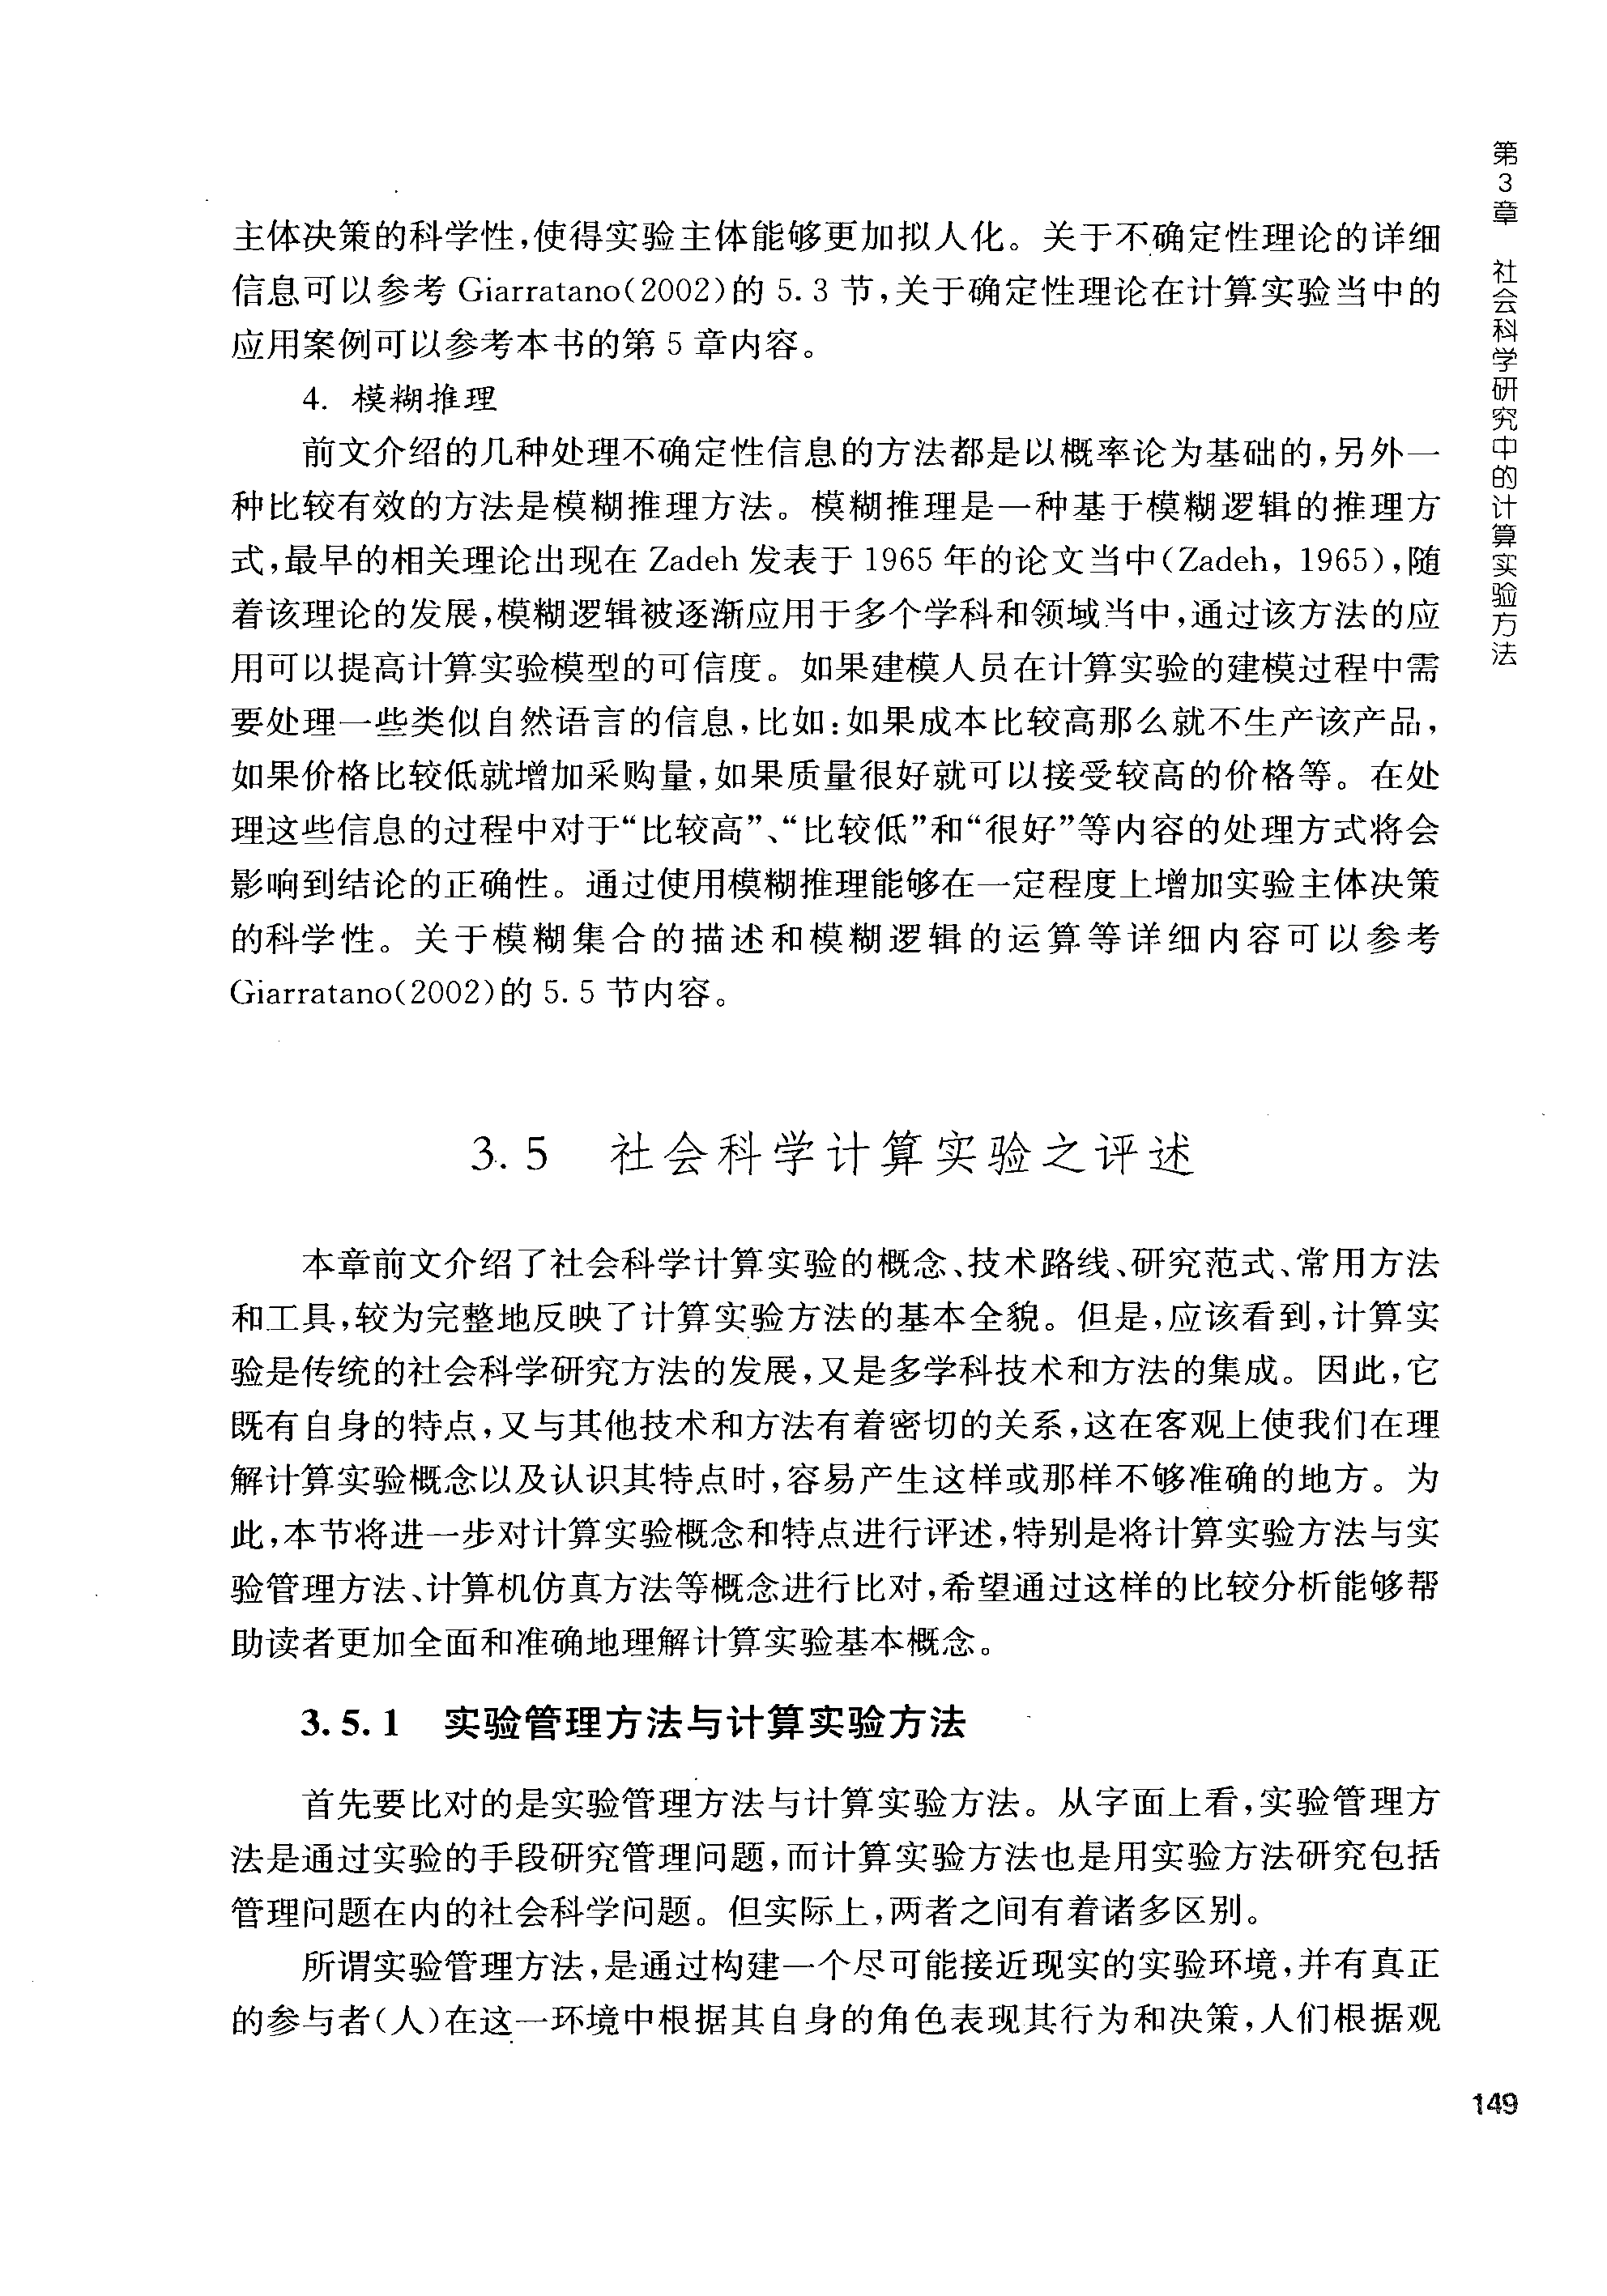 第3章 社会科学研究中的计算实验方法
主体决策的科学性,使得实验主体能够更加拟人化。关于不确定性理论的详细
信息可以参考 Giarratano(2002)的 5.3 节,关于确定性理论在计算实验当中的
应用案例可以参考本书的第 5 章内容。
4. 模糊推理
前文介绍的几种处理不确定性信息的方法都是以概率论为基础的,另外一
种比较有效的方法是模糊推理方法。模糊推理是一种基于模糊逻辑的推理方
式,最早的相关理论出现在 Zadeh 发表于 1965 年的论文当中(Zadeh, 1965),随
着该理论的发展,模糊逻辑被逐渐应用于多个学科和领域当中,通过该方法的应
用可以提高计算实验模型的可信度。如果建模人员在计算实验的建模过程中需
要处理一些类似自然语言的信息,比如:如果成本比较高那么就不生产该产品,
如果价格比较低就增加采购量,如果质量很好就可以接受较高的价格等。在处
理这些信息的过程中对于“比较高”、“比较低”和“很好”等内容的处理方式将会
影响到结论的正确性。通过使用模糊推理能够在一定程度上增加实验主体决策
的科学性。关于模糊集合的描述和模糊逻辑的运算等详细内容可以参考
Giarratano(2002)的 5.5 节内容。
3.5 社会科学计算实验之评述
本章前文介绍了社会科学计算实验的概念、技术路线、研究范式、常用方法
和工具,较为完整地反映了计算实验方法的基本全貌。但是,应该看到,计算实
验是传统的社会科学研究方法的发展,又是多学科技术和方法的集成。因此,它
既有自身的特点,又与其他技术和方法有着密切的关系,这在客观上使我们在理
解计算实验概念以及认识其特点时,容易产生这样或那样不够准确的地方。为
此,本节将进一步对计算实验概念和特点进行评述,特别是将计算实验方法与实
验管理方法、计算机仿真方法等概念进行比对,希望通过这样的比较分析能够帮
助读者更加全面和准确地理解计算实验基本概念。
3.5.1 实验管理方法与计算实验方法
首先要比对的是实验管理方法与计算实验方法。从字面上看,实验管理方
法是通过实验的手段研究管理问题,而计算实验方法也是用实验方法研究包括
管理问题在内的社会科学问题。但实际上,两者之间有着诸多区别。
所谓实验管理方法,是通过构建一个尽可能接近现实的实验环境,并有真正
的参与者(人)在这一环境中根据其自身的角色表现其行为和决策,人们根据观
149